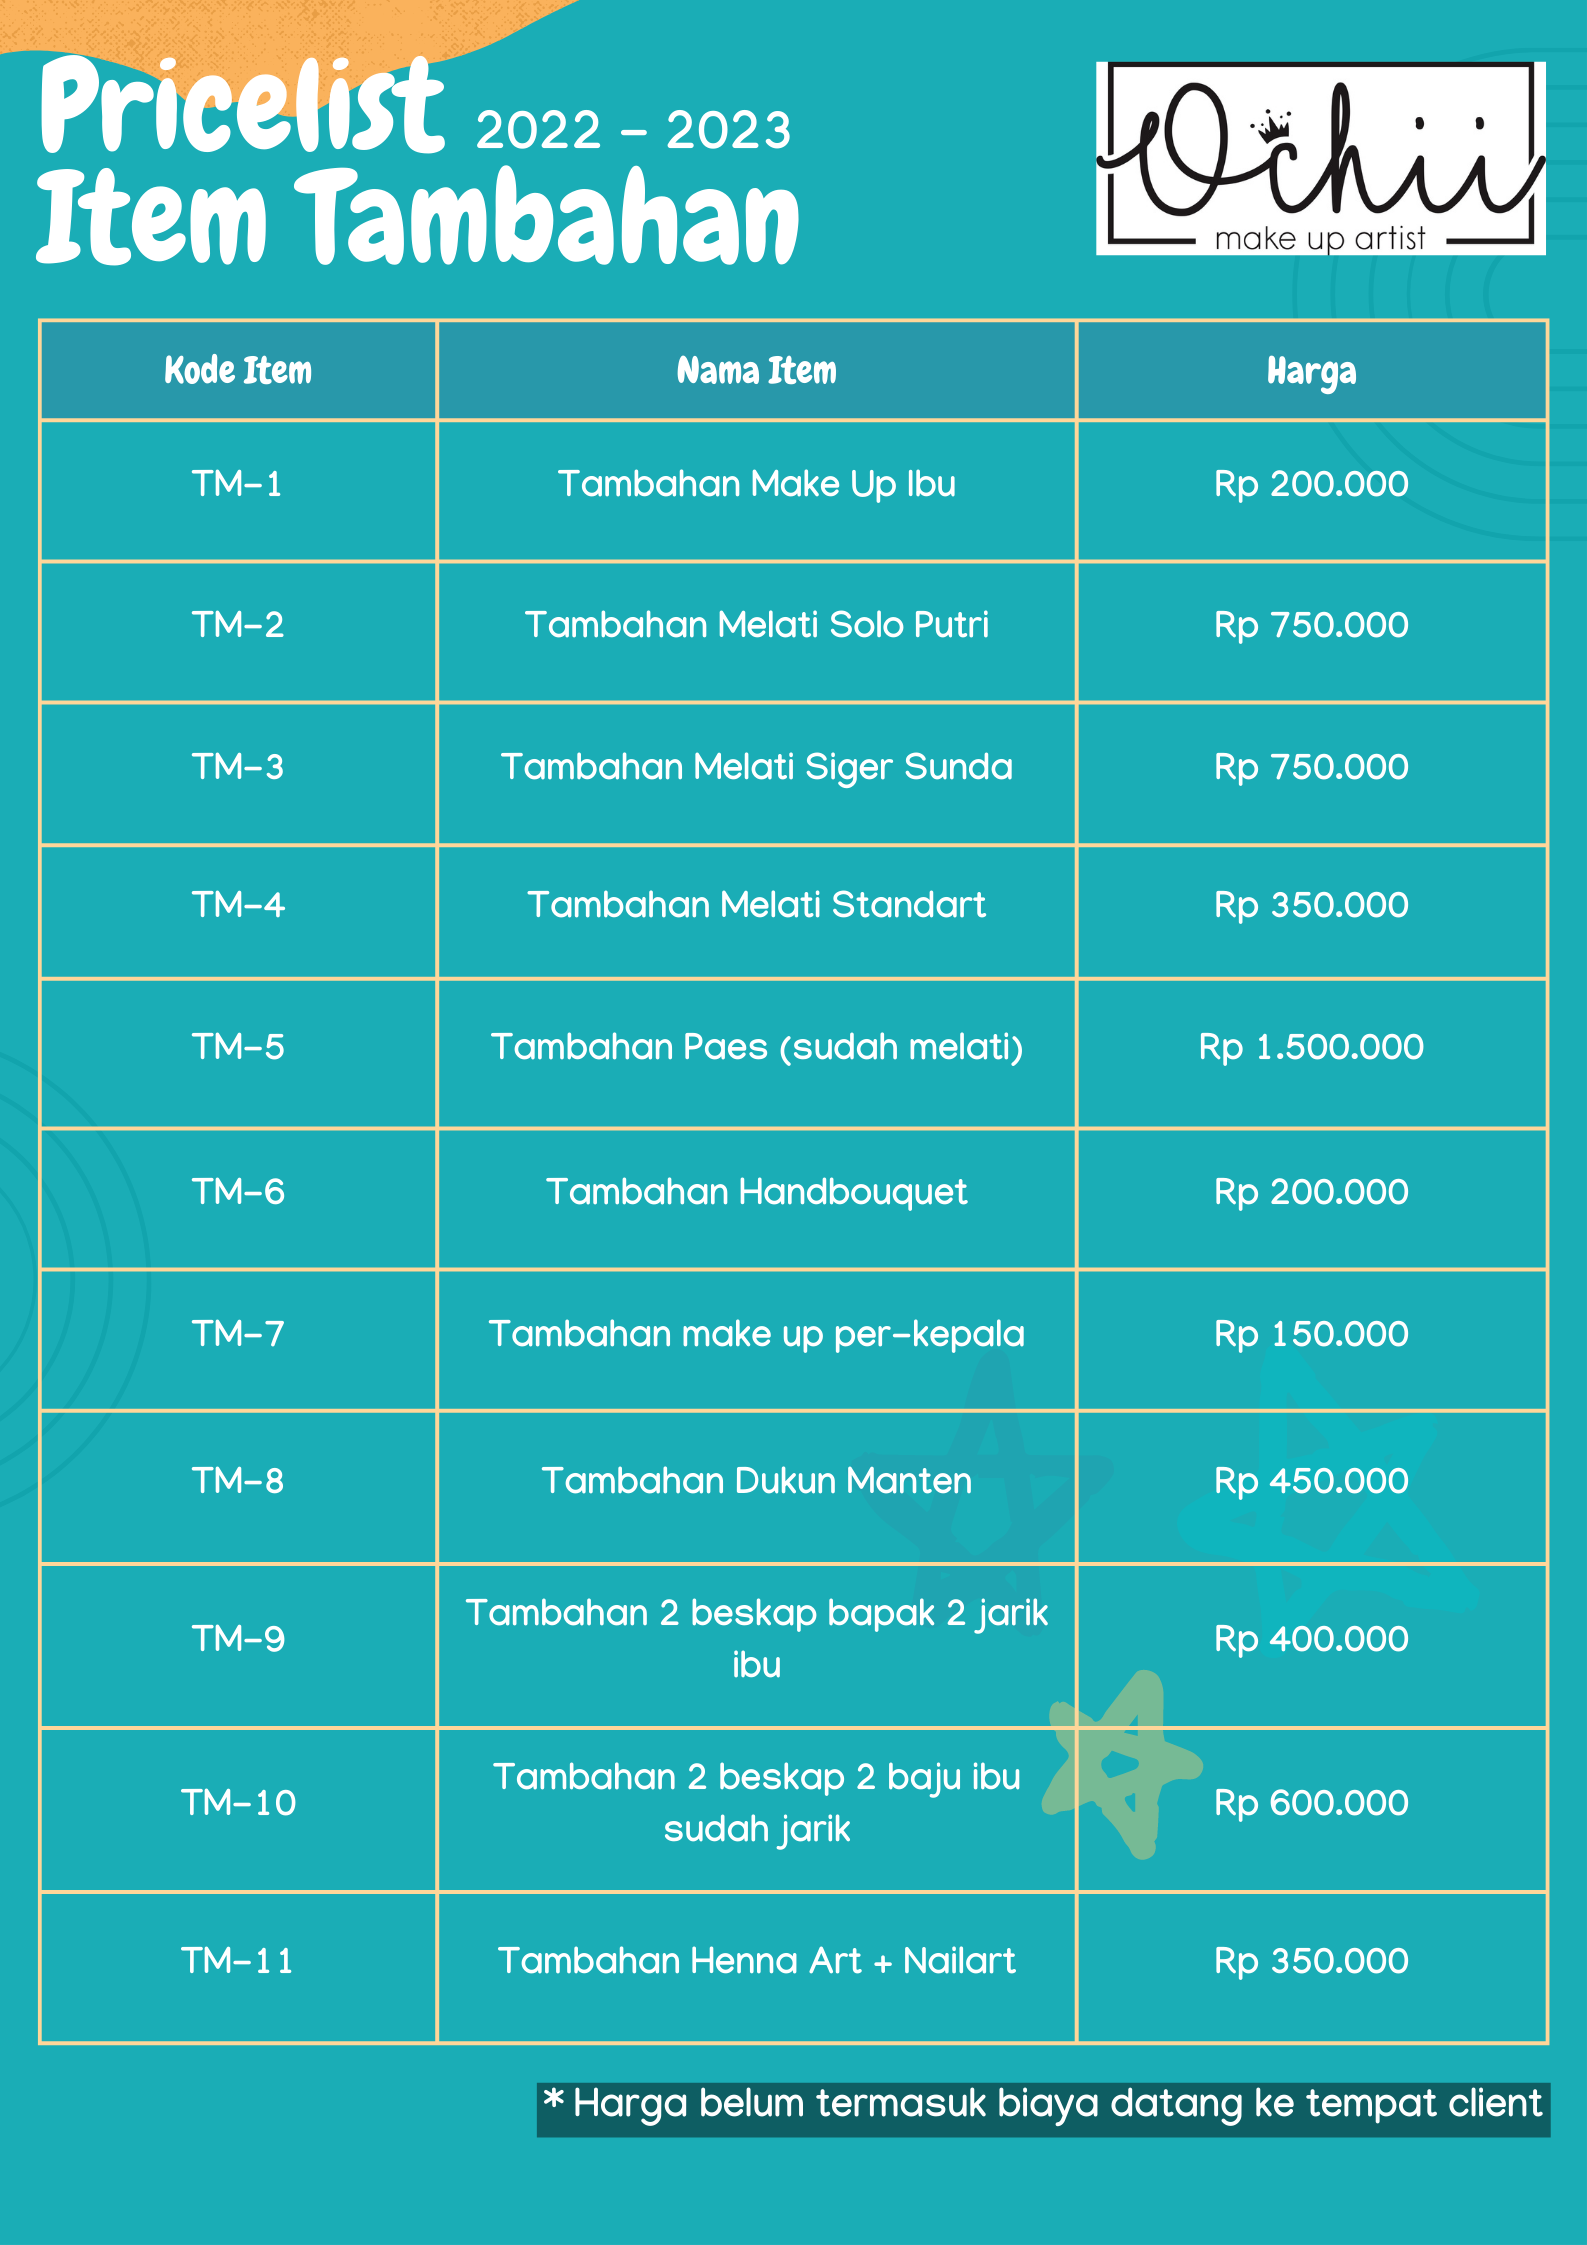 Pricelist 2022 - 2023
Item Tambahan
Ochii
make up artist
Kode Item Nama Item Harga
TM-1 Tambahan Make Up Ibu Rp 200.000
TM-2 Tambahan Melati Solo Putri Rp 750.000
TM-3 Tambahan Melati Siger Sunda Rp 750.000
TM-4 Tambahan Melati Standart Rp 350.000
TM-5 Tambahan Paes (sudah melati) Rp 1.500.000
TM-6 Tambahan Handbouquet Rp 200.000
TM-7 Tambahan make up per-kepala Rp 150.000
TM-8 Tambahan Dukun Manten Rp 450.000
TM-9 Tambahan 2 beskap bapak 2 jarik
ibu Rp 400.000
TM-10 Tambahan 2 beskap 2 baju ibu
sudah jarik Rp 600.000
TM-11 Tambahan Henna Art + Nailart Rp 350.000
* Harga belum termasuk biaya datang ke tempat client